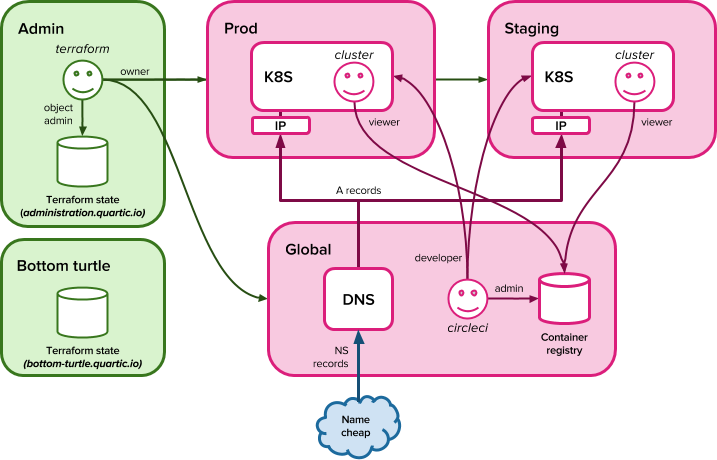 Admin
terraform
owner
object
admin
Terraform state
(administration.quartic.io)
Bottom turtle
Terraform state
(bottom-turtle.quartic.io)
Prod
cluster
K8S
IP
viewer
Staging
cluster
K8S
IP
viewer
A records
Global
DNS
developer
circleci
admin
Container
registry
NS
records
Name
cheap